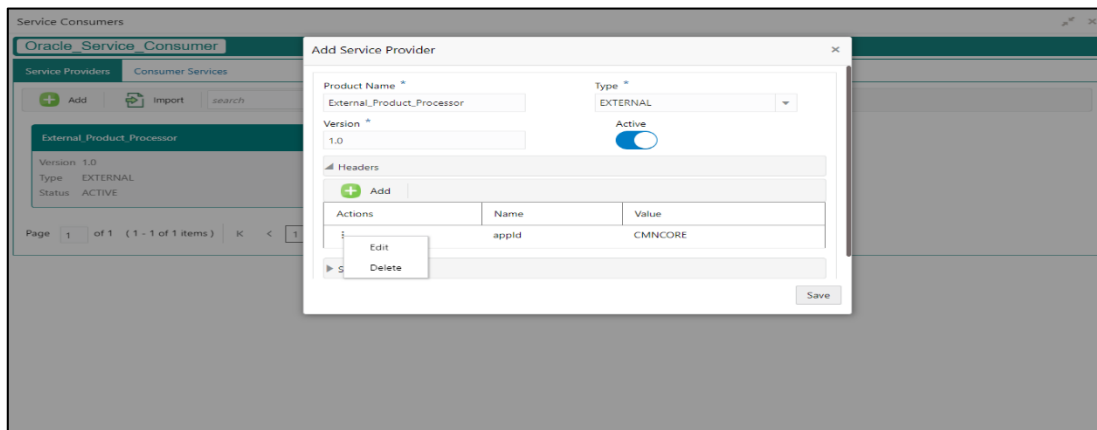 Service Consumers
Oracle_Service_Consumer
Service Providers Consumer Services
Add Import search
External_Product_Processor
Version 1.0
Type EXTERNAL
Status ACTIVE
Page 1 of 1 (1 - 1 of 1 items) K < 1
Add Service Provider ×
Product Name * Type *
External_Product_Processor EXTERNAL
Version * Active
1.0
Headers
Add
Actions Name Value
appId CMNCORE
Edit
Delete
S
Save